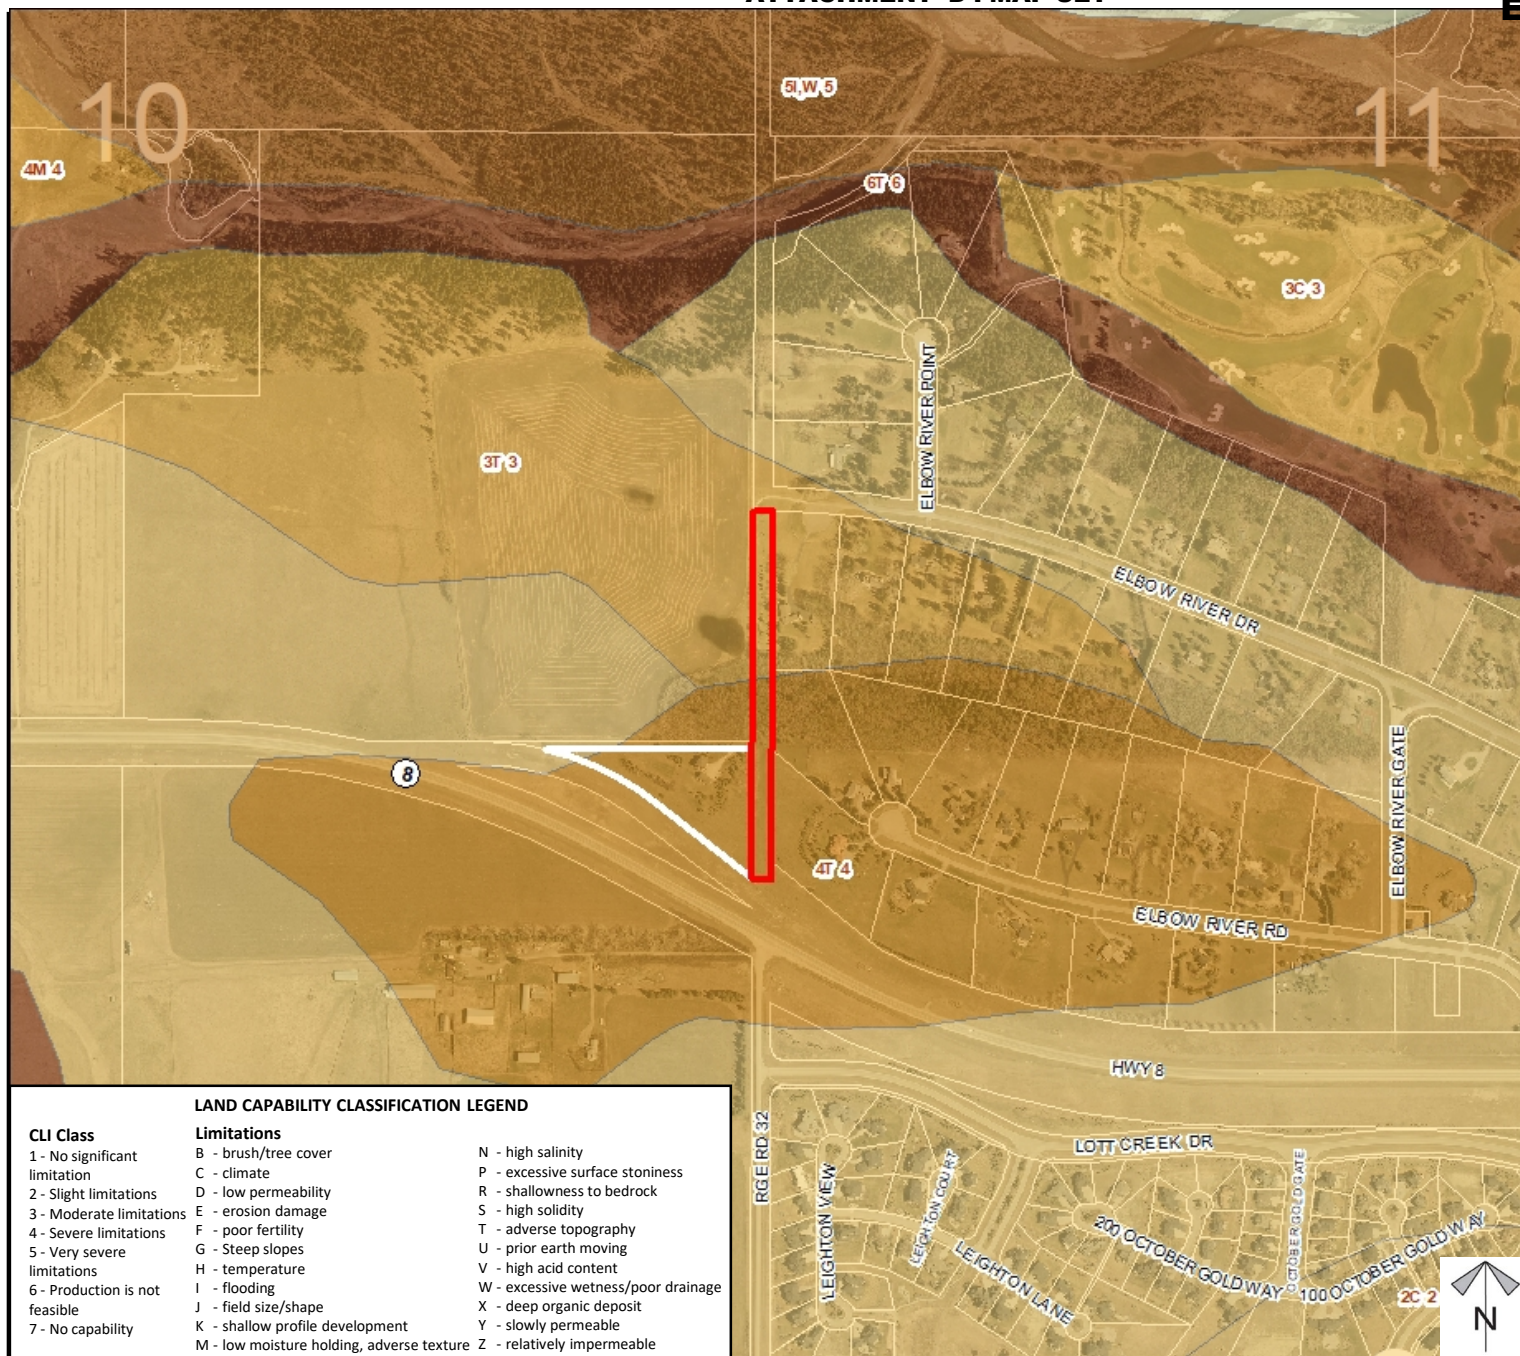 10
11
5I,W 5
4M 4
6T 6
3C 3
ELBOW RIVER POINT
3T 3
ELBOW RIVER DR
8
4T 4
ELBOW RIVER GATE
ELBOW RIVER RD
HWY 8
RGE RD 32
LOTT CREEK DR
LEIGHTON VIEW
LEIGHTON COURT
LEIGHTON LANE
OCTOBER GOLD GATE
200 OCTOBER GOLD WAY
100 OCTOBER GOLD WAY
2C 2
N
LAND CAPABILITY CLASSIFICATION LEGEND
CLI Class
1 - No significant
limitation
2 - Slight limitations
3 - Moderate limitations
4 - Severe limitations
5 - Very severe
limitations
6 - Production is not
feasible
7 - No capability
Limitations
B - brush/tree cover
C - climate
D - low permeability
E - erosion damage
F - poor fertility
G - Steep slopes
H - temperature
I - flooding
J - field size/shape
K - shallow profile development
M - low moisture holding, adverse texture
N - high salinity
P - excessive surface stoniness
R - shallowness to bedrock
S - high solidity
T - adverse topography
U - prior earth moving
V - high acid content
W - excessive wetness/poor drainage
X - deep organic deposit
Y - slowly permeable
Z - relatively impermeable